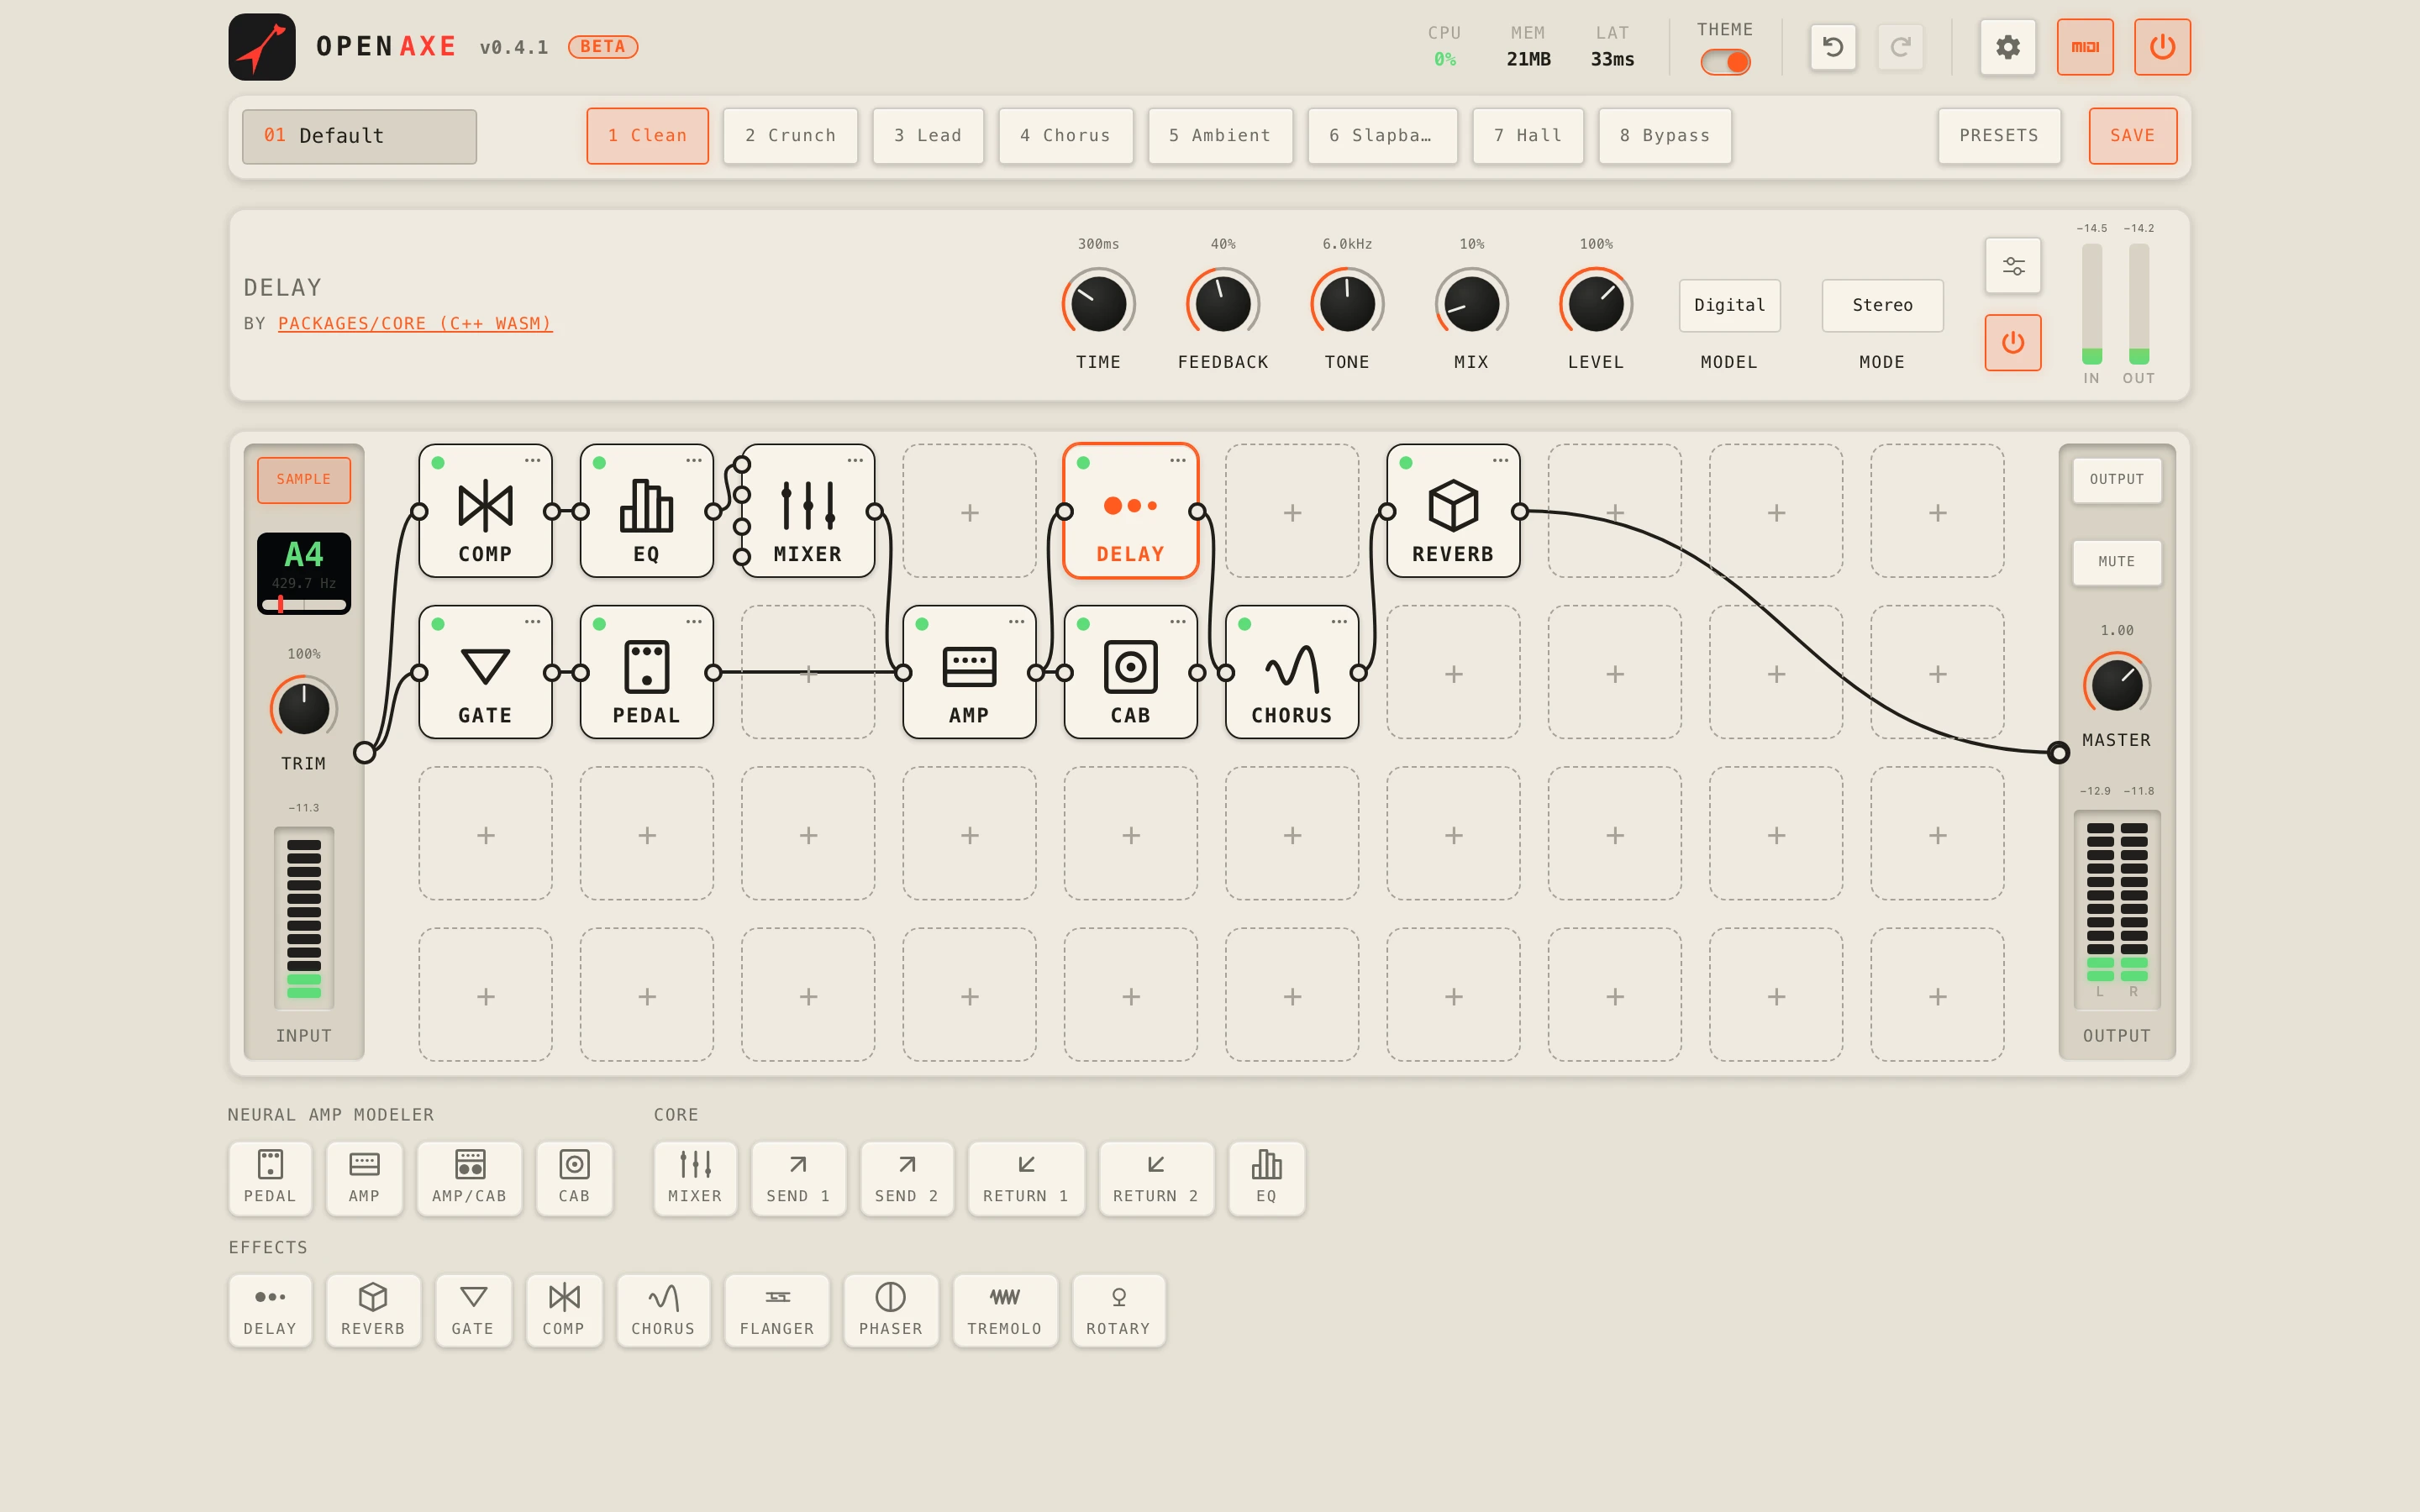 OPENAXE v0.4.1 BETA
CPU MEM LAT THEME
0% 21MB 33ms
MIDI
01 Default 1 Clean 2 Crunch 3 Lead 4 Chorus 5 Ambient 6 Slapba… 7 Hall 8 Bypass PRESETS SAVE
DELAY
BY PACKAGES/CORE (C++ WASM)
300ms 40% 6.0kHz 10% 100%
Digital Stereo
TIME FEEDBACK TONE MIX LEVEL MODEL MODE
-14.5 -14.2
IN OUT
SAMPLE
A4
429.7 Hz
100%
TRIM
-11.3
INPUT
COMP EQ MIXER DELAY REVERB
GATE PEDAL AMP CAB CHORUS
OUTPUT
MUTE
1.00
MASTER
-12.9 -11.8
L R
OUTPUT
NEURAL AMP MODELER
PEDAL AMP AMP/CAB CAB
CORE
MIXER SEND 1 SEND 2 RETURN 1 RETURN 2 EQ
EFFECTS
DELAY REVERB GATE COMP CHORUS FLANGER PHASER TREMOLO ROTARY